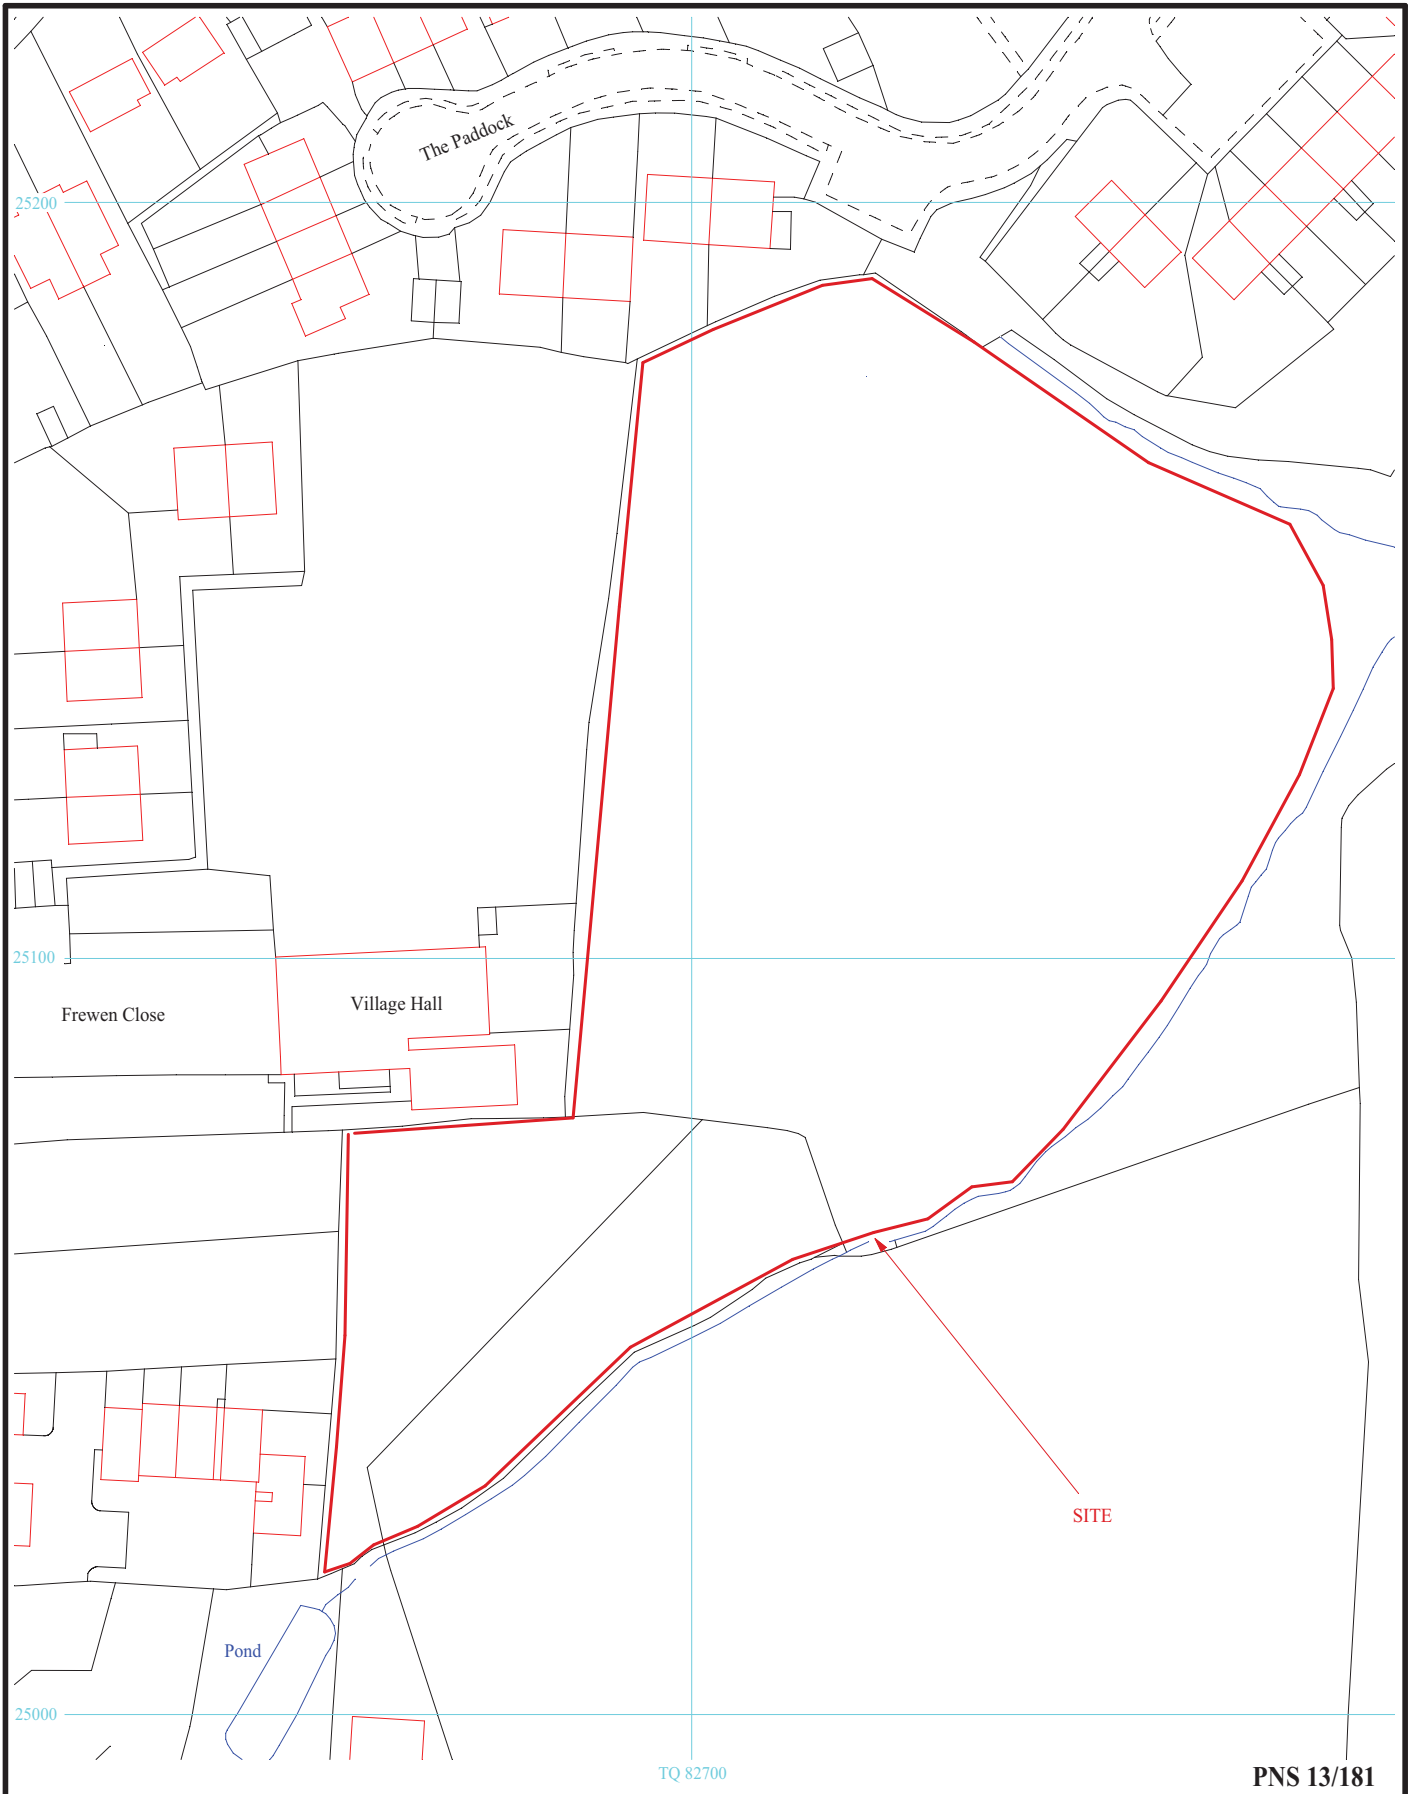 The Paddock
25200
25100
Village Hall
Frewen Close
SITE
Pond
25000
TQ 82700
PNS 13/181